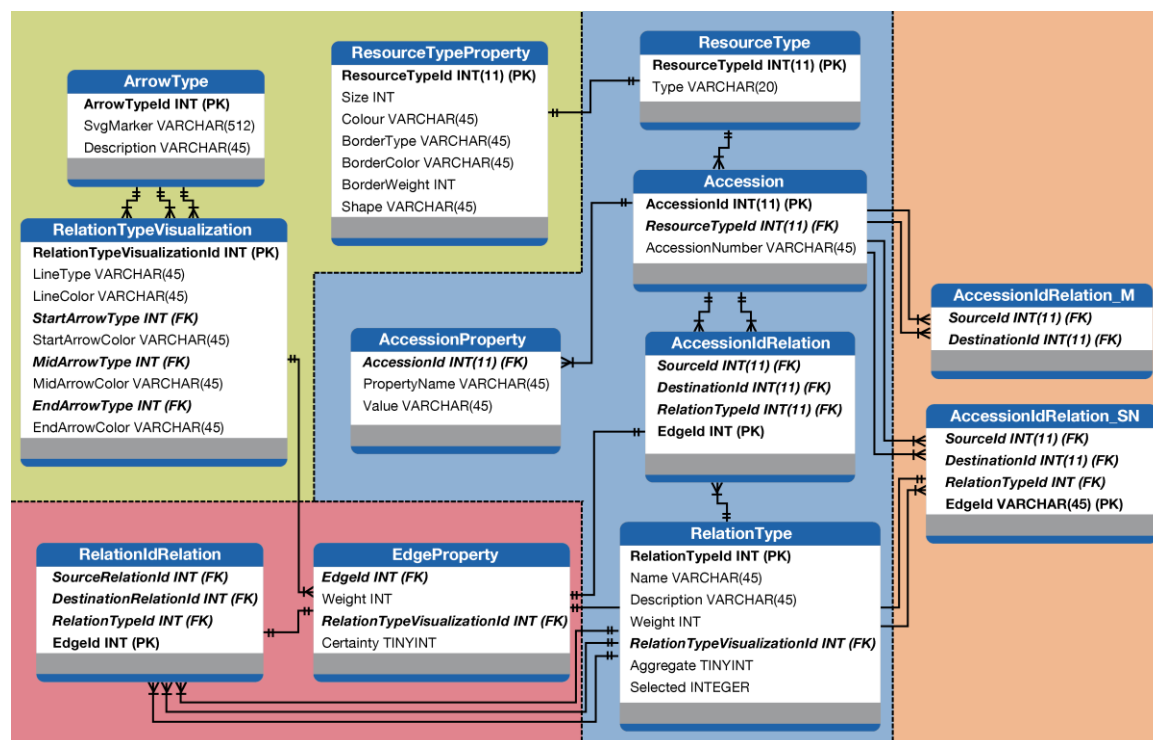 ArrowType
ArrowTypeId INT (PK)
SvgMarker VARCHAR(512)
Description VARCHAR(45)
ResourceTypeProperty
ResourceTypeId INT(11) (PK)
Size INT
Colour VARCHAR(45)
BorderType VARCHAR(45)
BorderColor VARCHAR(45)
BorderWeight INT
Shape VARCHAR(45)
ResourceType
ResourceTypeId INT(11) (PK)
Type VARCHAR(20)
RelationTypeVisualization
RelationTypeVisualizationId INT (PK)
LineType VARCHAR(45)
LineColor VARCHAR(45)
StartArrowType INT (FK)
StartArrowColor VARCHAR(45)
MidArrowType INT (FK)
MidArrowColor VARCHAR(45)
EndArrowType INT (FK)
EndArrowColor VARCHAR(45)
Accession
AccessionId INT(11) (PK)
ResourceTypeId INT(11) (FK)
AccessionNumber VARCHAR(45)
AccessionProperty
AccessionId INT(11) (FK)
PropertyName VARCHAR(45)
Value VARCHAR(45)
AccessionIdRelation
SourceId INT(11) (FK)
DestinationId INT(11) (FK)
RelationTypeId INT(11) (FK)
EdgeId INT (PK)
AccessionIdRelation_M
SourceId INT(11) (FK)
DestinationId INT(11) (FK)
AccessionIdRelation_SN
SourceId INT(11) (FK)
DestinationId INT(11) (FK)
RelationTypeId INT (FK)
EdgeId VARCHAR(45) (PK)
RelationIdRelation
SourceRelationId INT (FK)
DestinationRelationId INT (FK)
RelationTypeId INT (FK)
EdgeId INT (PK)
EdgeProperty
EdgeId INT (FK)
Weight INT
RelationTypeVisualizationId INT (FK)
Certainty TINYINT
RelationType
RelationTypeId INT (PK)
Name VARCHAR(45)
Description VARCHAR(45)
Weight INT
RelationTypeVisualizationId INT (FK)
Aggregate TINYINT
Selected INTEGER